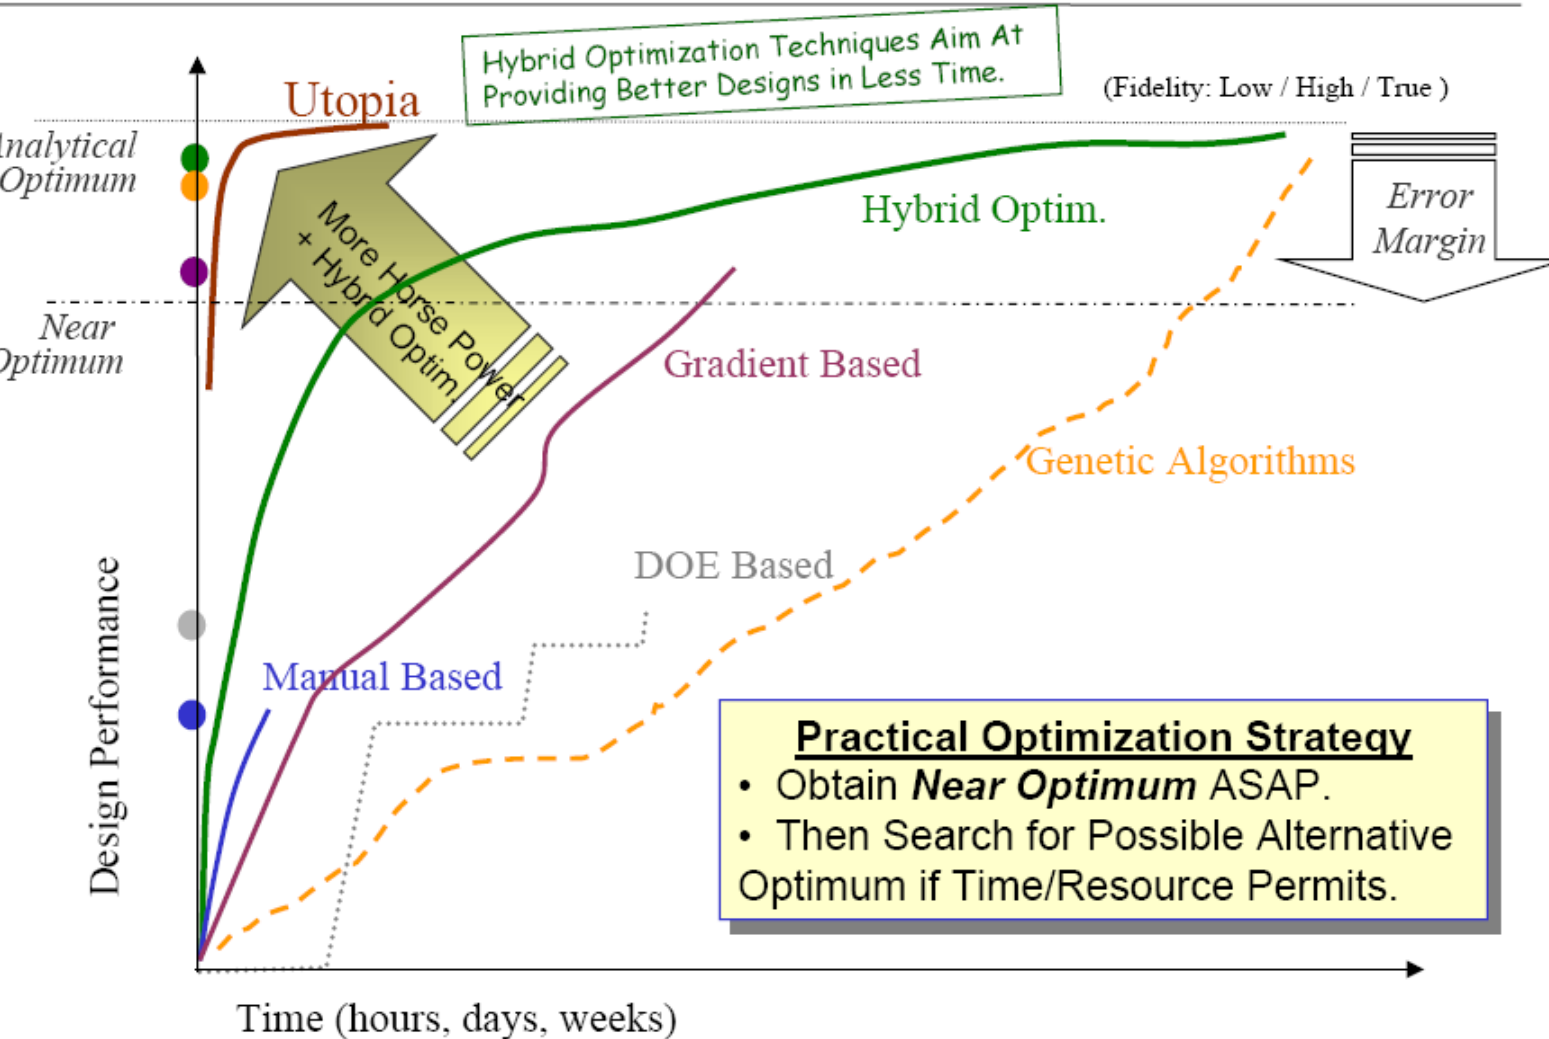 Hybrid Optimization Techniques Aim At
Providing Better Designs in Less Time.
(Fidelity: Low / High / True )
Utopia
Analytical
Optimum
More Horse Power
+ Hybrid Optim.
Hybrid Optim.
Error
Margin
Near
Optimum
Gradient Based
Genetic Algorithms
DOE Based
Manual Based
Design Performance
Practical Optimization Strategy
• Obtain Near Optimum ASAP.
• Then Search for Possible Alternative
Optimum if Time/Resource Permits.
Time (hours, days, weeks)